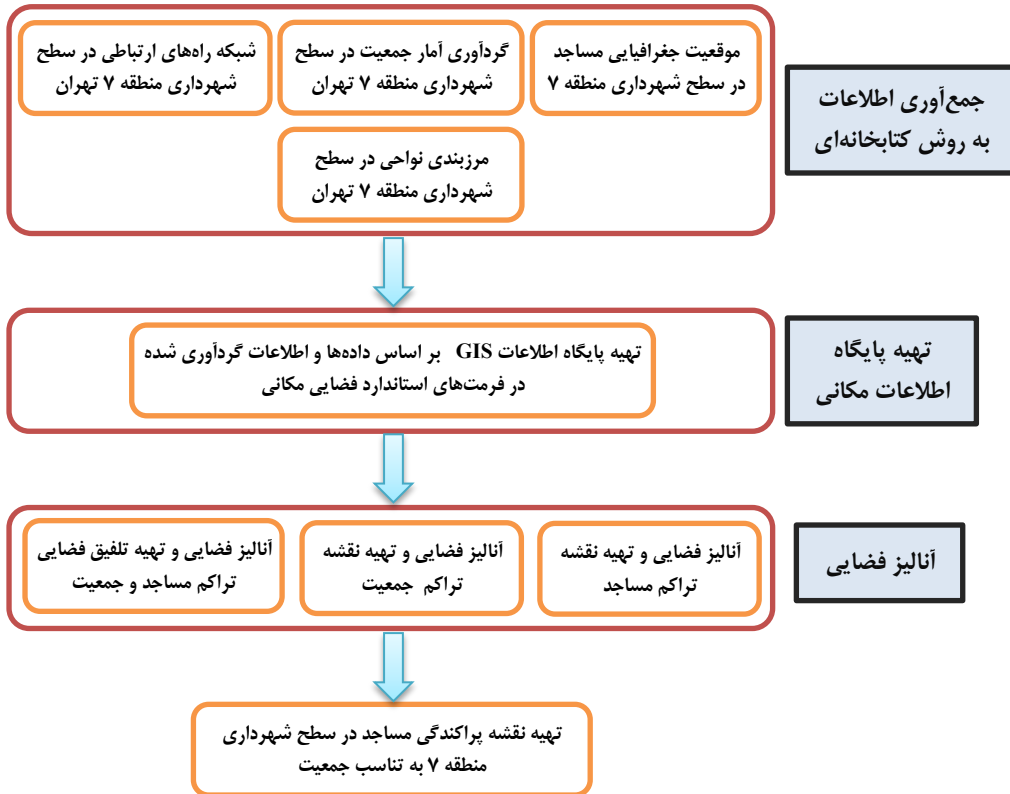 جمع‌آوری اطلاعات
به روش کتابخانه‌ای
موقعیت جغرافیایی مساجد
در سطح شهرداری منطقه ۷
گردآوری آمار جمعیت در سطح
شهرداری منطقه ۷ تهران
شبکه راه‌های ارتباطی در سطح
شهرداری منطقه ۷ تهران
مرزبندی نواحی در سطح
شهرداری منطقه ۷ تهران
تهیه پایگاه
اطلاعات مکانی
تهیه پایگاه اطلاعات GIS بر اساس داده‌ها و اطلاعات گردآوری شده
در فرمت‌های استاندارد فضایی مکانی
آنالیز فضایی
آنالیز فضایی و تهیه نقشه
تراکم مساجد
آنالیز فضایی و تهیه نقشه
تراکم جمعیت
آنالیز فضایی و تهیه تلفیق فضایی
تراکم مساجد و جمعیت
تهیه نقشه پراکندگی مساجد در سطح شهرداری
منطقه ۷ به تناسب جمعیت